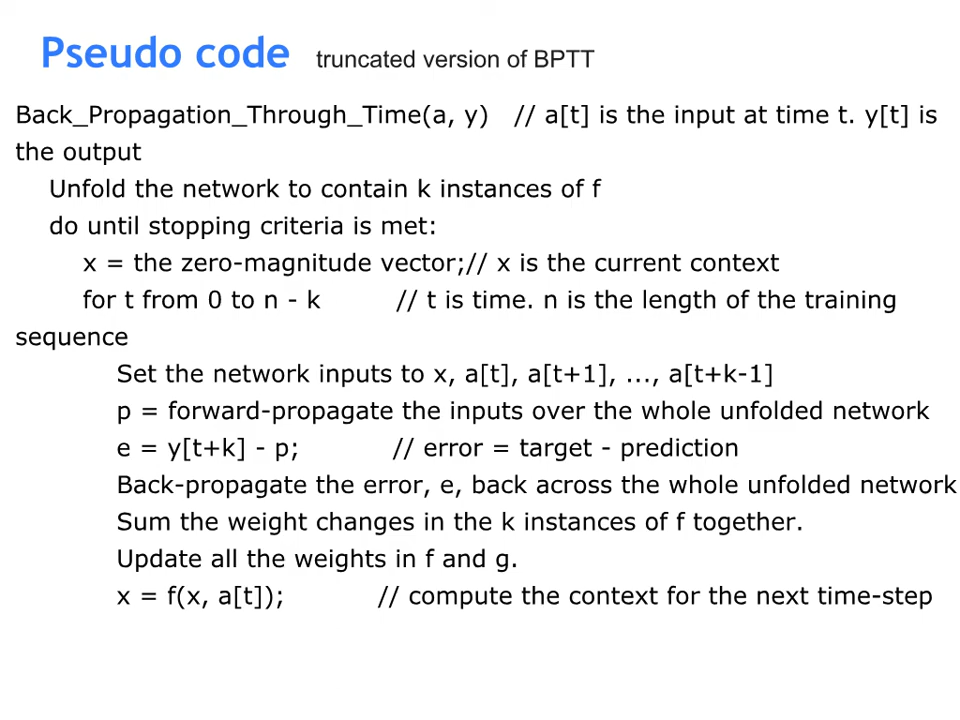 Pseudo code truncated version of BPTT
Back_Propagation_Through_Time(a, y) // a[t] is the input at time t. y[t] is
the output
Unfold the network to contain k instances of f
do until stopping criteria is met:
x = the zero-magnitude vector;// x is the current context
for t from 0 to n - k // t is time. n is the length of the training
sequence
Set the network inputs to x, a[t], a[t+1], ..., a[t+k-1]
p = forward-propagate the inputs over the whole unfolded network
e = y[t+k] - p; // error = target - prediction
Back-propagate the error, e, back across the whole unfolded network
Sum the weight changes in the k instances of f together.
Update all the weights in f and g.
x = f(x, a[t]); // compute the context for the next time-step